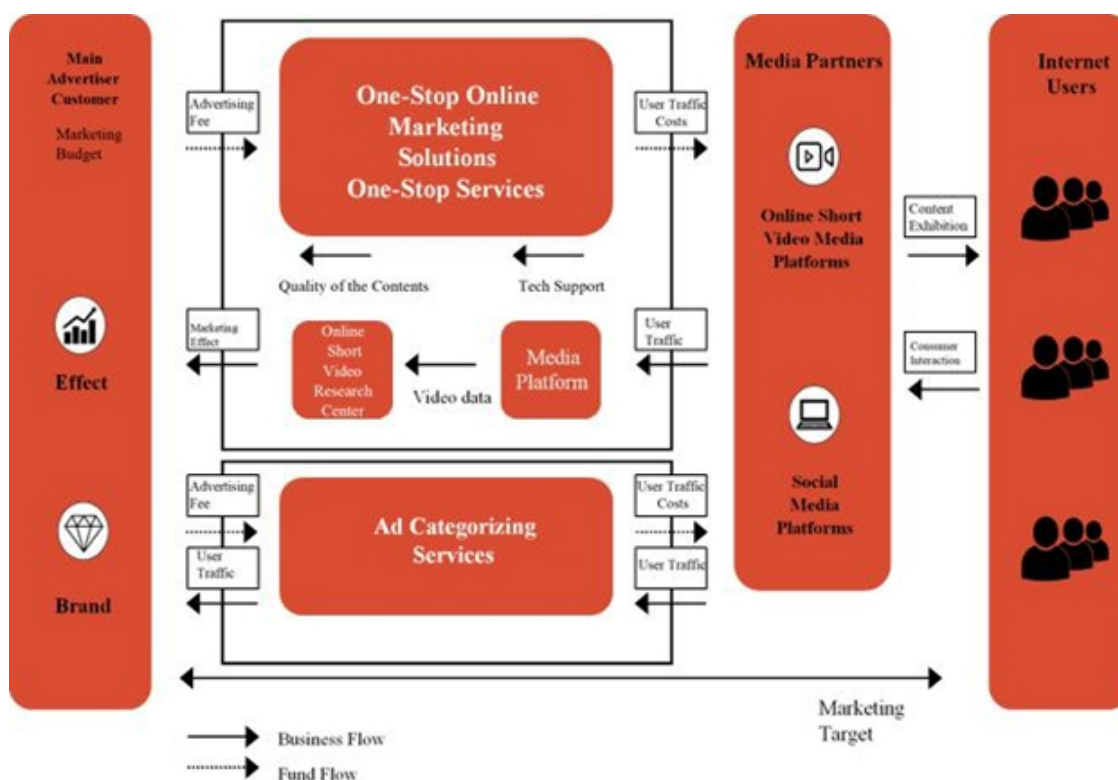 Main
Advertiser
Customer
Marketing
Budget
Effect
Brand
Advertising
Fee
One-Stop Online
Marketing
Solutions
One-Stop Services
User Traffic
Costs
Quality of the Contents
Tech Support
Marketing
Effect
Online
Short
Video
Research
Center
Video data
Media
Platform
User
Traffic
Advertising
Fee
User
Traffic
Ad Categorizing
Services
User Traffic
Costs
User Traffic
Media Partners
Online Short
Video Media
Platforms
Social
Media
Platforms
Content
Exhibition
Consumer
Interaction
Internet
Users
Marketing
Target
Business Flow
Fund Flow